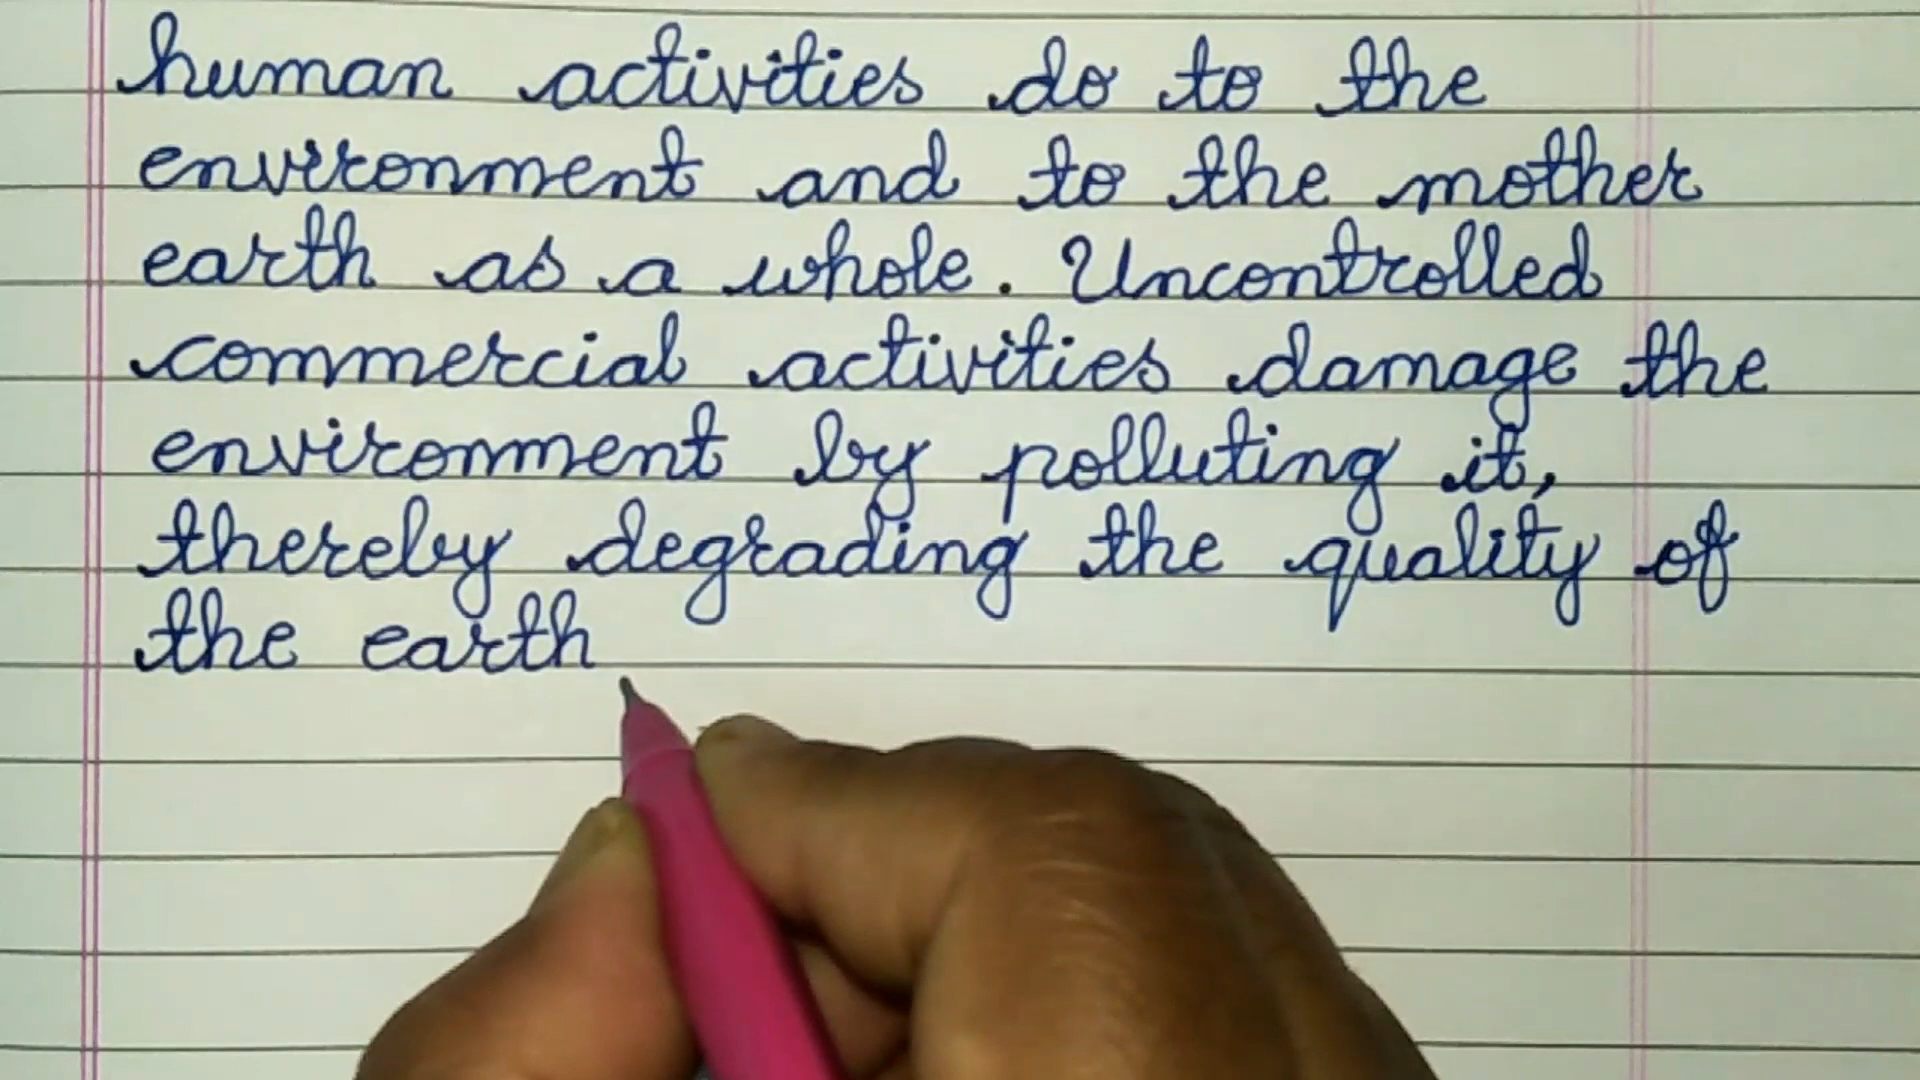 human activities do to the
environment and to the mother
earth as a whole. Uncontrolled
commercial activities damage the
environment by polluting it,
thereby degrading the quality of
the earth